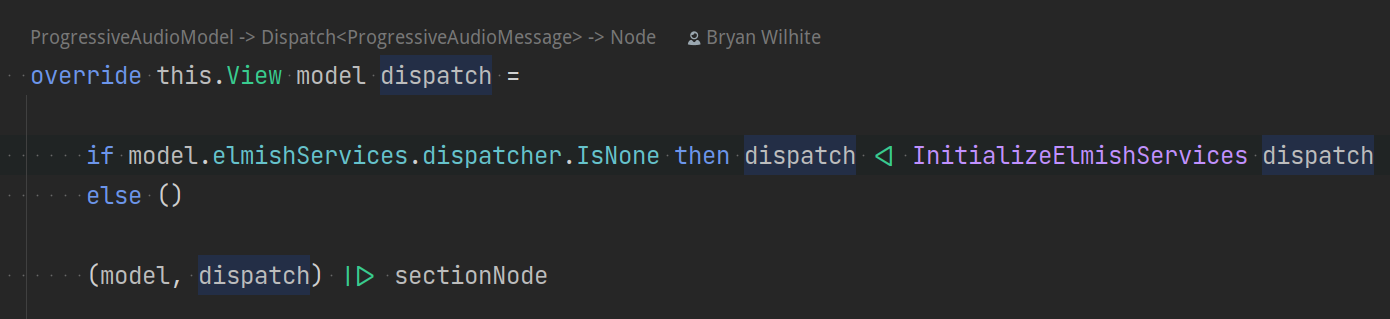 ProgressiveAudioModel -> Dispatch<ProgressiveAudioMessage> -> Node Bryan Wilhite
override this.View model dispatch =
if model.elmishServices.dispatcher.IsNone then dispatch <| InitializeElmishServices dispatch
else ()
(model, dispatch) ||> sectionNode